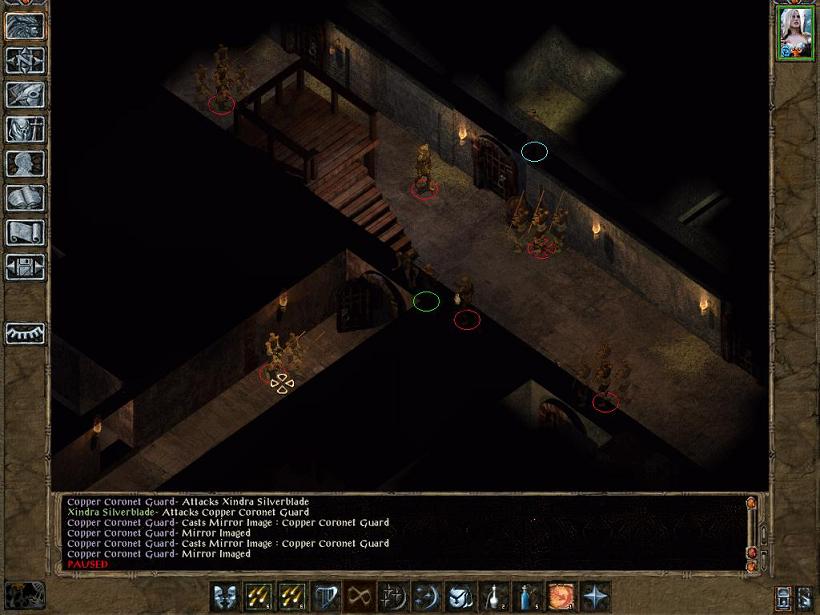 Copper Coronet Guard- Attacks Xindra Silverblade
Xindra Silverblade- Attacks Copper Coronet Guard
Copper Coronet Guard- Casts Mirror Image : Copper Coronet Guard
Copper Coronet Guard- Mirror Imaged
Copper Coronet Guard- Casts Mirror Image : Copper Coronet Guard
Copper Coronet Guard- Mirror Imaged
PAUSED